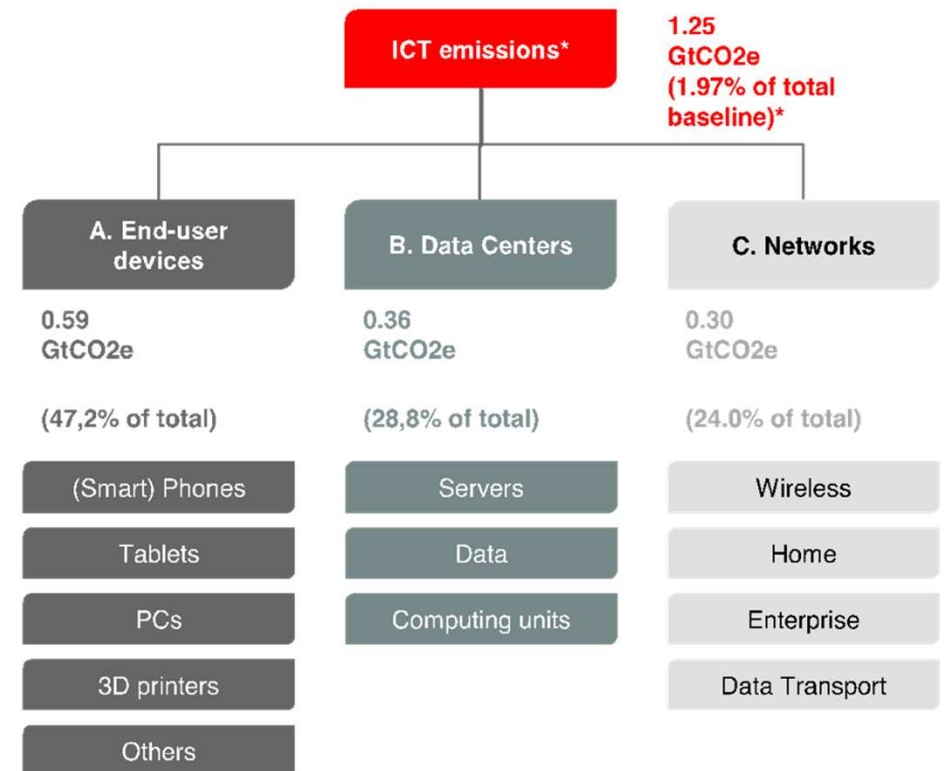 ICT emissions*
1.25
GtCO2e
(1.97% of total
baseline)*
A. End-user
devices
0.59
GtCO2e
(47,2% of total)
(Smart) Phones
Tablets
PCs
3D printers
Others
B. Data Centers
0.36
GtCO2e
(28,8% of total)
Servers
Data
Computing units
C. Networks
0.30
GtCO2e
(24.0% of total)
Wireless
Home
Enterprise
Data Transport